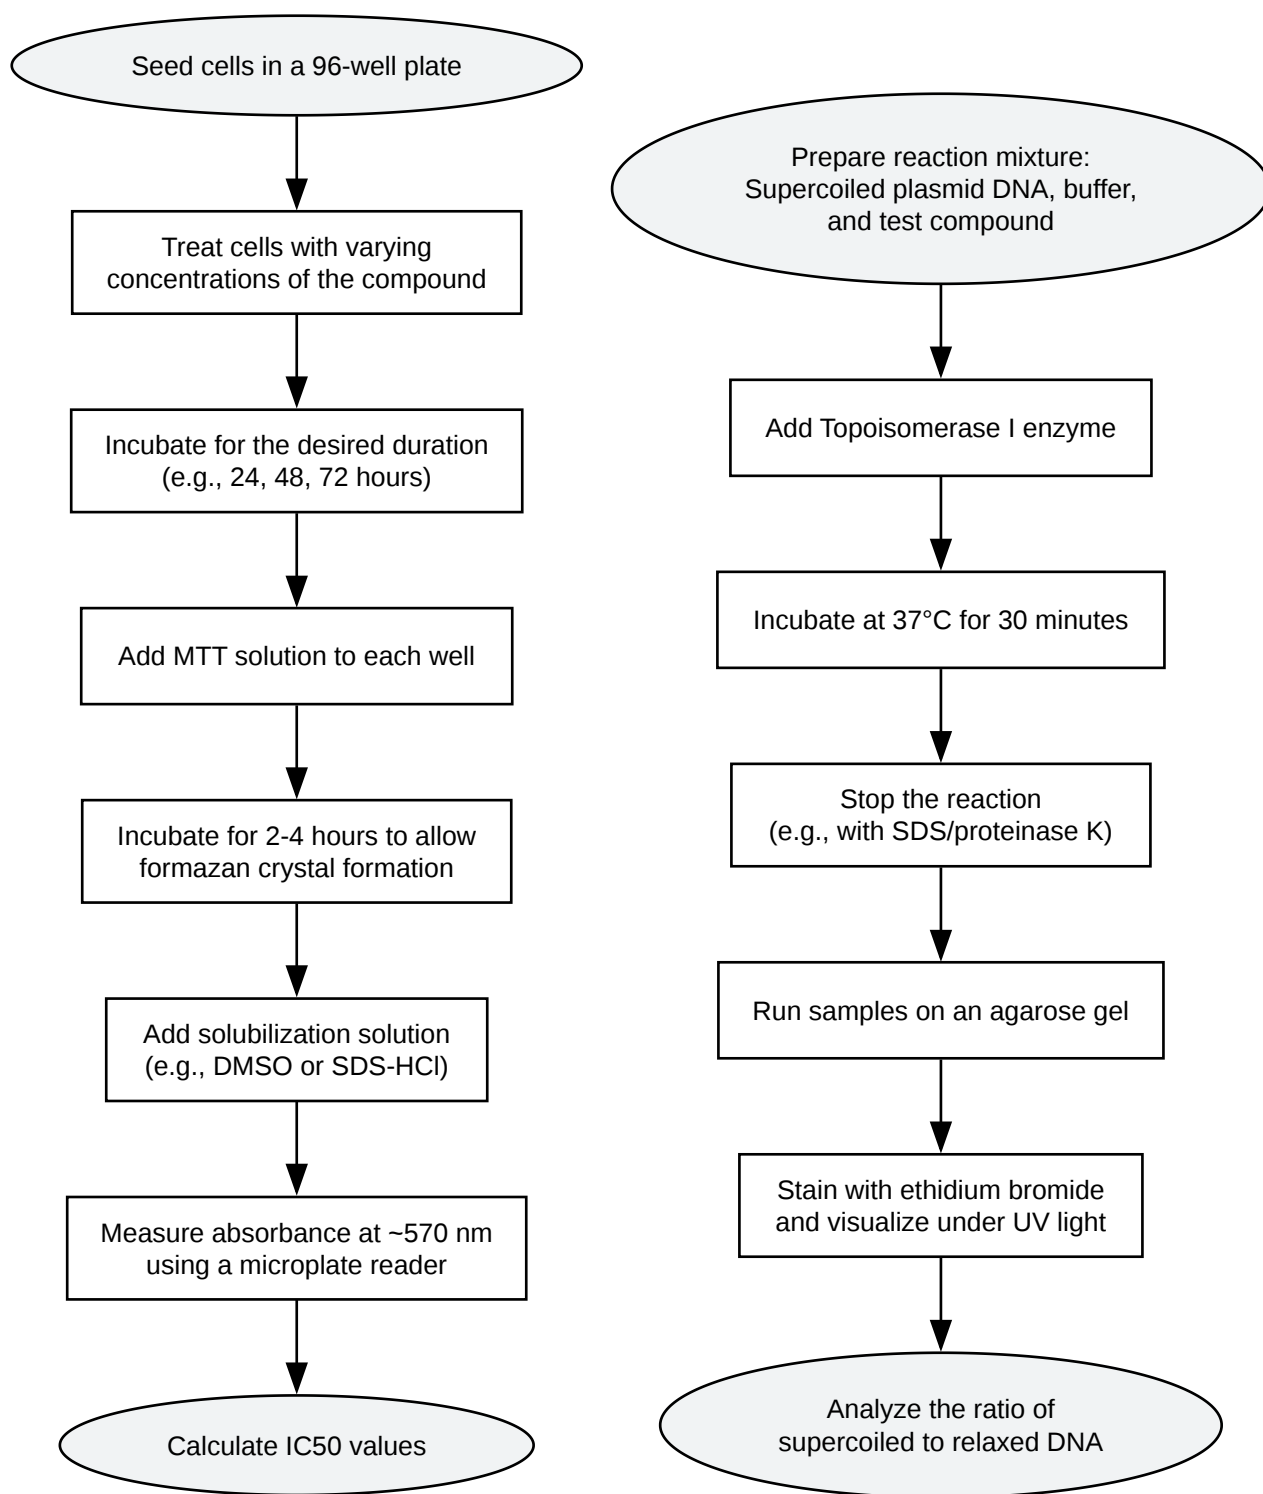 Seed cells in a 96-well plate
Treat cells with varying
concentrations of the compound
Incubate for the desired duration
(e.g., 24, 48, 72 hours)
Add MTT solution to each well
Incubate for 2-4 hours to allow
formazan crystal formation
Add solubilization solution
(e.g., DMSO or SDS-HCl)
Measure absorbance at ~570 nm
using a microplate reader
Calculate IC50 values
Prepare reaction mixture:
Supercoiled plasmid DNA, buffer,
and test compound
Add Topoisomerase I enzyme
Incubate at 37°C for 30 minutes
Stop the reaction
(e.g., with SDS/proteinase K)
Run samples on an agarose gel
Stain with ethidium bromide
and visualize under UV light
Analyze the ratio of
supercoiled to relaxed DNA